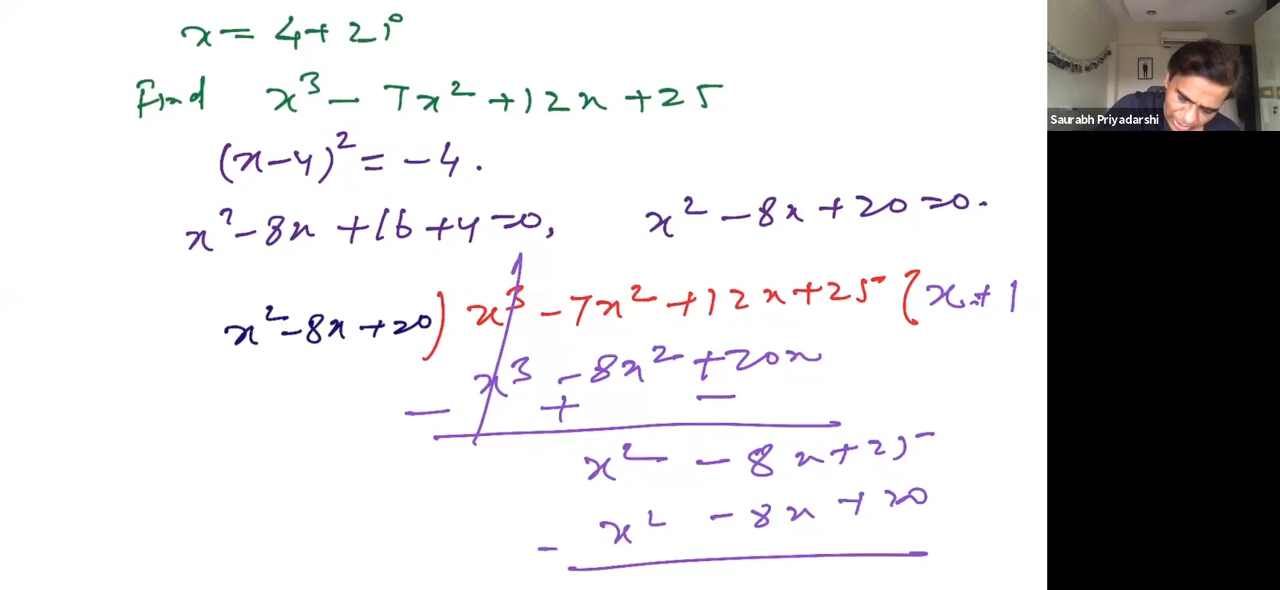 x = 4 + 2i
Find x³ - 7x² + 12x + 25
(x-4)² = -4.
x² - 8x + 16 + 4 = 0, x² - 8x + 20 = 0.
x² - 8x + 20 ) x³ - 7x² + 12x + 25 ( x + 1
x³ - 8x² + 20x
- + -
x² - 8x + 25
x² - 8x + 20
-
Saurabh Priyadarshi